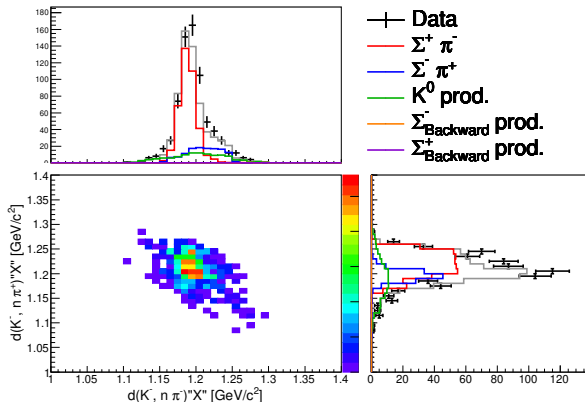 Data
Σ⁺ π⁻
Σ⁻ π⁺
K⁰ prod.
Σ⁻Backward prod.
Σ⁺Backward prod.
160
140
120
100
80
60
40
20
0
1.4
1.35
1.3
1.25
1.2
1.15
1.1
1.05
1
d(K⁻, n π⁺)"X" [GeV/c²]
1 1.05 1.1 1.15 1.2 1.25 1.3 1.35 1.4
d(K⁻, n π⁻)"X" [GeV/c²]
0 20 40 60 80 100 120